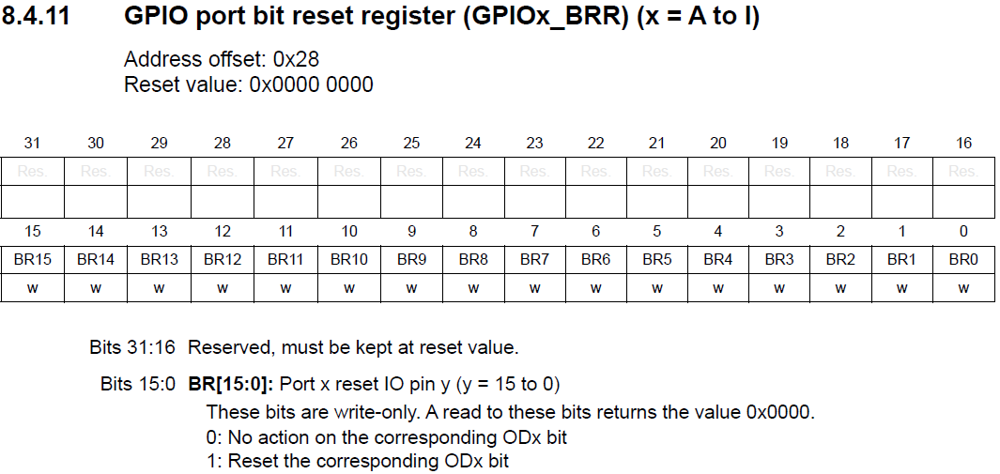 8.4.11 GPIO port bit reset register (GPIOx_BRR) (x = A to I)
Address offset: 0x28
Reset value: 0x0000 0000
31 30 29 28 27 26 25 24 23 22 21 20 19 18 17 16
Res. Res. Res. Res. Res. Res. Res. Res. Res. Res. Res. Res. Res. Res. Res. Res.
15 14 13 12 11 10 9 8 7 6 5 4 3 2 1 0
BR15 BR14 BR13 BR12 BR11 BR10 BR9 BR8 BR7 BR6 BR5 BR4 BR3 BR2 BR1 BR0
w w w w w w w w w w w w w w w w
Bits 31:16 Reserved, must be kept at reset value.
Bits 15:0 BR[15:0]: Port x reset IO pin y (y = 15 to 0)
These bits are write-only. A read to these bits returns the value 0x0000.
0: No action on the corresponding ODx bit
1: Reset the corresponding ODx bit